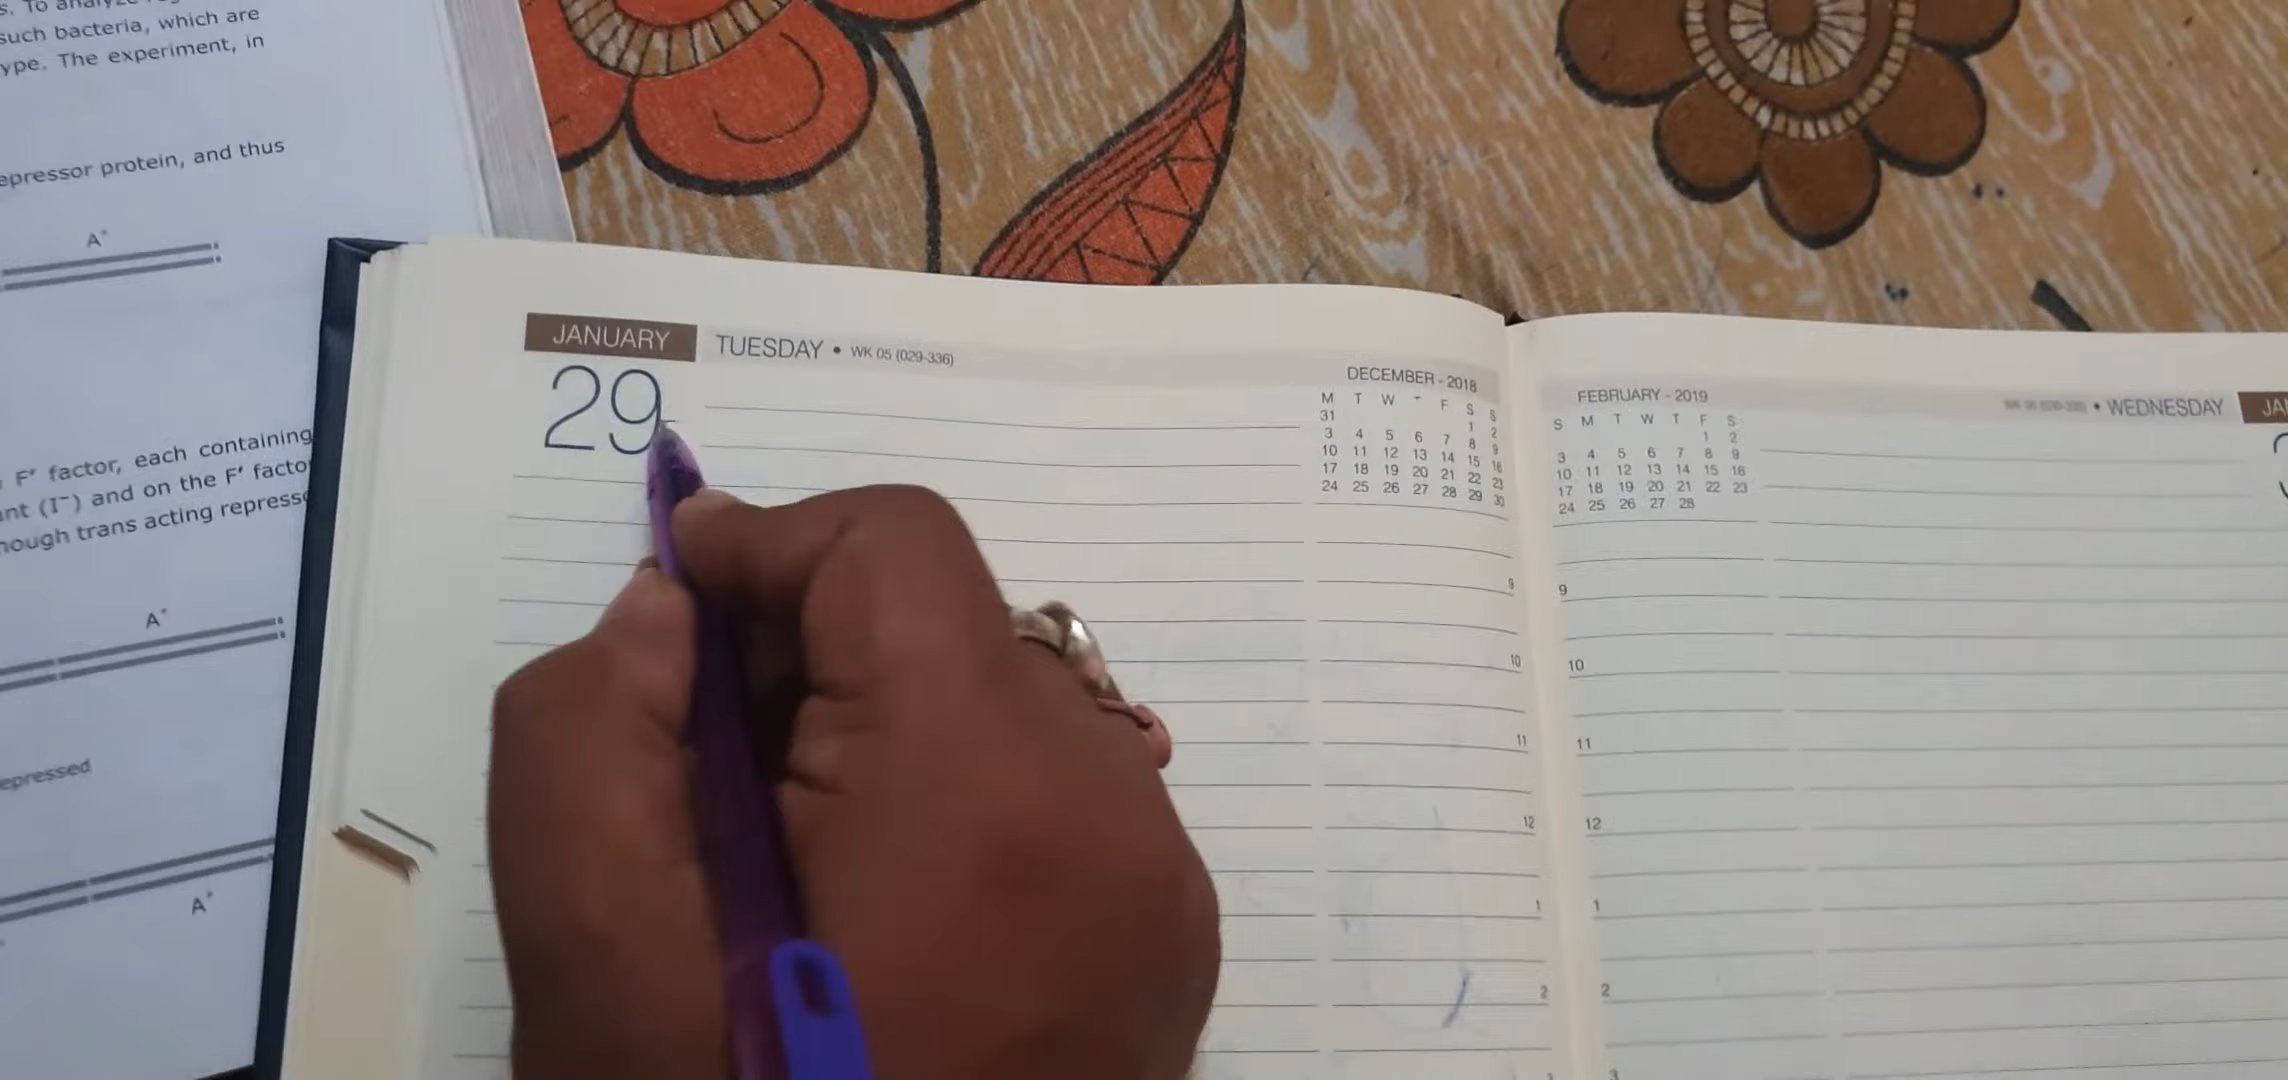 To
such bacteria, which are
ype. The experiment, in
epressor protein, and thus
A+
F' factor, each containing
ant (I⁻) and on the F' facto
nough trans acting represso
A+
epressed
A+
JANUARY
29
TUESDAY • WK 05 (029-336)
DECEMBER - 2018
M T W F S S
31 1 2
3 4 5 6 7 8 9
10 11 12 13 14 15 16
17 18 19 20 21 22 23
24 25 26 27 28 29 30
9
10
11
12
1
2
FEBRUARY - 2019
S M T W T F S
1 2
3 4 5 6 7 8 9
10 11 12 13 14 15 16
17 18 19 20 21 22 23
24 25 26 27 28
• WEDNESDAY
JA
9
10
11
12
1
2
3